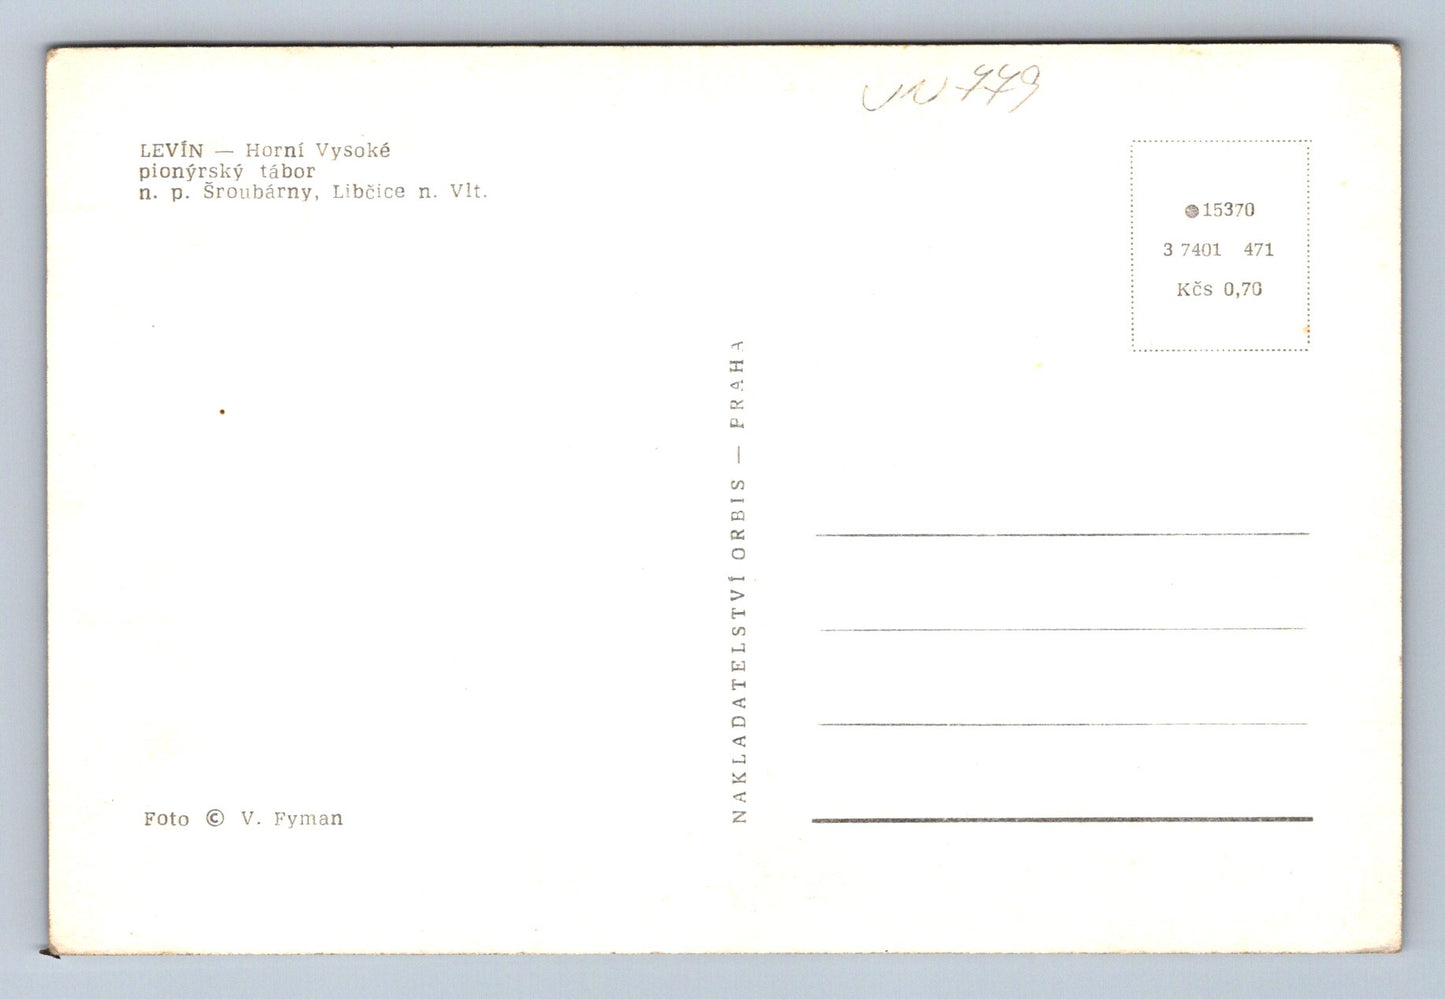 LEVÍN — Horní Vysoké
pionýrský tábor
n. p. Šroubárny, Libčice n. Vlt.
Foto © V. Fyman
NAKLADATELSTVÍ ORBIS — PRAHA
15370
3 7401 471
Kčs 0,70